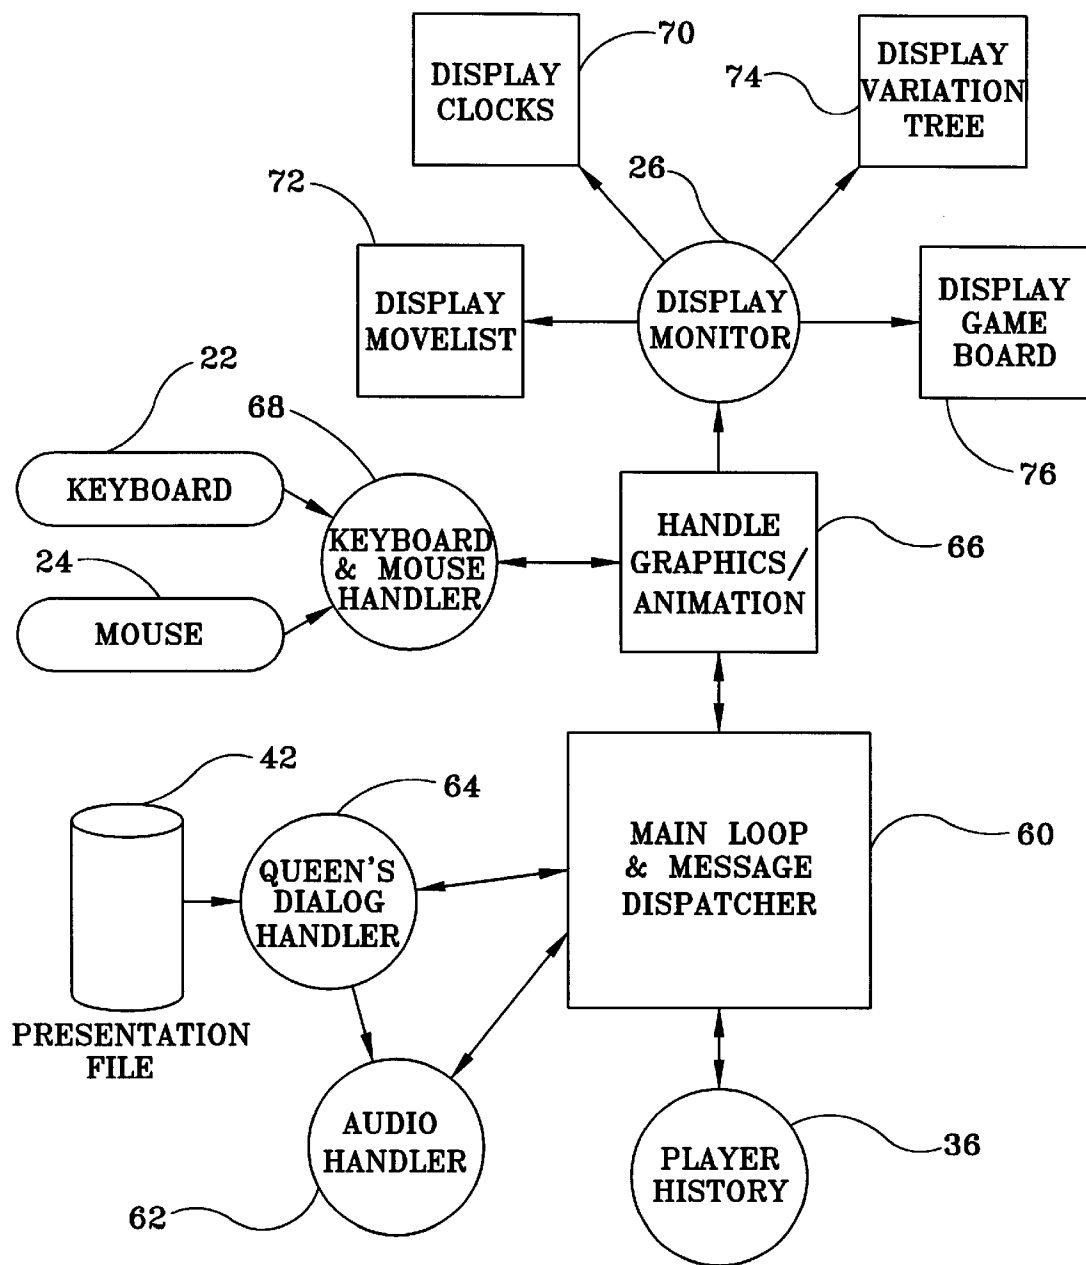 70
DISPLAY
CLOCKS
74
DISPLAY
VARIATION
TREE
26
72
DISPLAY
MOVELIST
DISPLAY
MONITOR
DISPLAY
GAME
BOARD
76
22
KEYBOARD
68
KEYBOARD
& MOUSE
HANDLER
24
MOUSE
HANDLE
GRAPHICS/
ANIMATION
66
42
PRESENTATION
FILE
64
QUEEN'S
DIALOG
HANDLER
MAIN LOOP
& MESSAGE
DISPATCHER
60
AUDIO
HANDLER
62
PLAYER
HISTORY
36